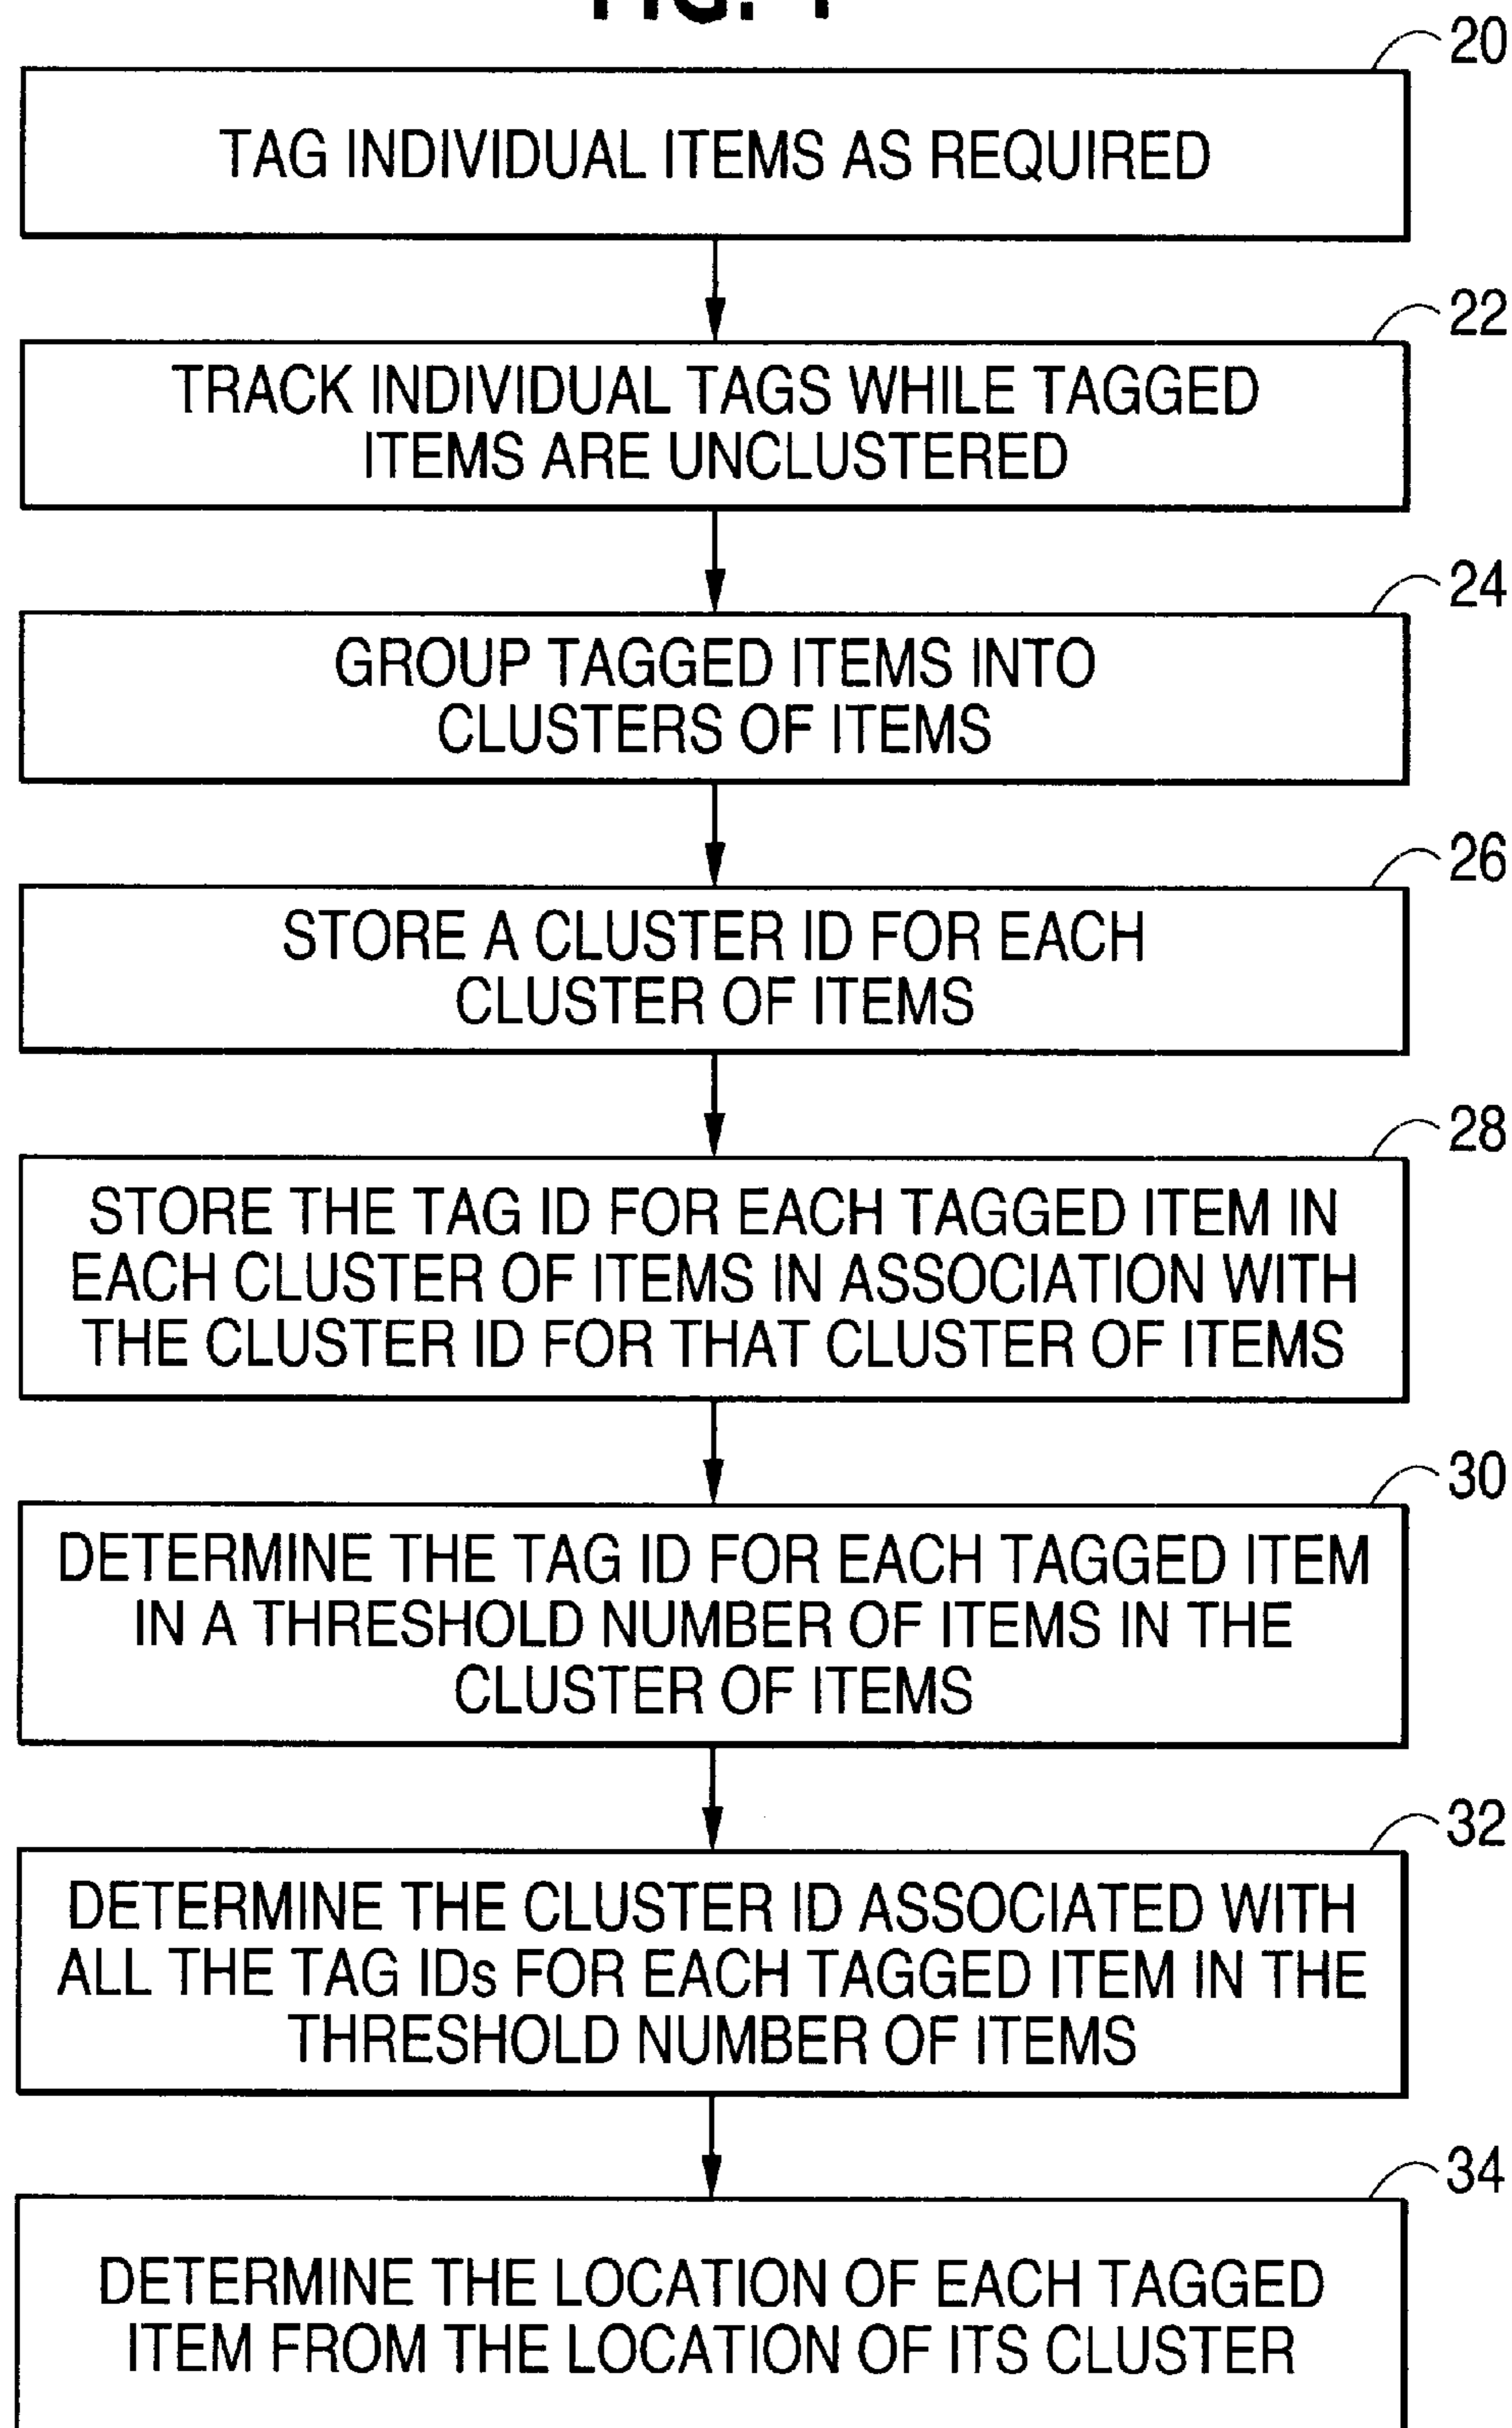 20
TAG INDIVIDUAL ITEMS AS REQUIRED
22
TRACK INDIVIDUAL TAGS WHILE TAGGED
ITEMS ARE UNCLUSTERED
24
GROUP TAGGED ITEMS INTO
CLUSTERS OF ITEMS
26
STORE A CLUSTER ID FOR EACH
CLUSTER OF ITEMS
28
STORE THE TAG ID FOR EACH TAGGED ITEM IN
EACH CLUSTER OF ITEMS IN ASSOCIATION WITH
THE CLUSTER ID FOR THAT CLUSTER OF ITEMS
30
DETERMINE THE TAG ID FOR EACH TAGGED ITEM
IN A THRESHOLD NUMBER OF ITEMS IN THE
CLUSTER OF ITEMS
32
DETERMINE THE CLUSTER ID ASSOCIATED WITH
ALL THE TAG IDs FOR EACH TAGGED ITEM IN THE
THRESHOLD NUMBER OF ITEMS
34
DETERMINE THE LOCATION OF EACH TAGGED
ITEM FROM THE LOCATION OF ITS CLUSTER